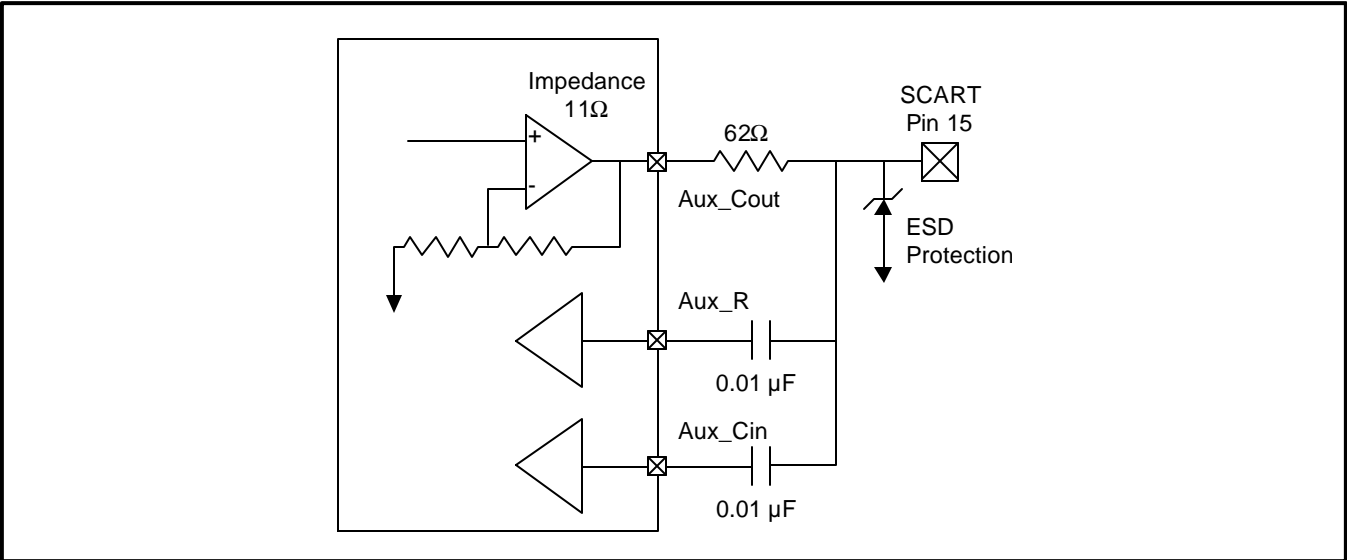 Impedance
11Ω
+
-
62Ω
SCART
Pin 15
Aux_Cout
ESD
Protection
Aux_R
0.01 µF
Aux_Cin
0.01 µF